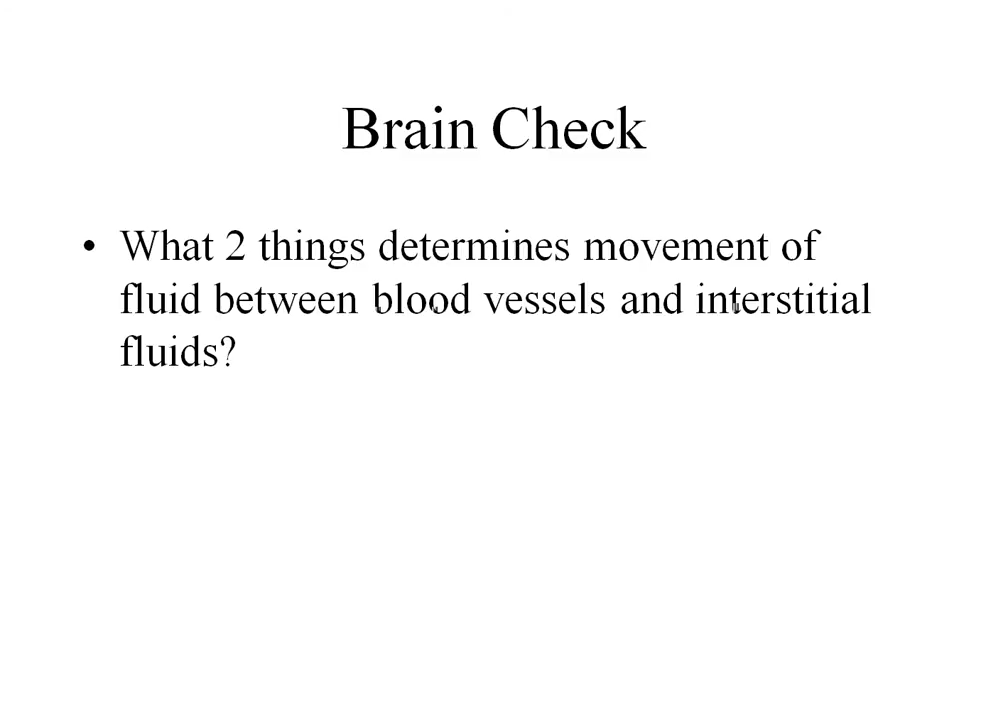 Brain Check
• What 2 things determines movement of
fluid between blood vessels and interstitial
fluids?